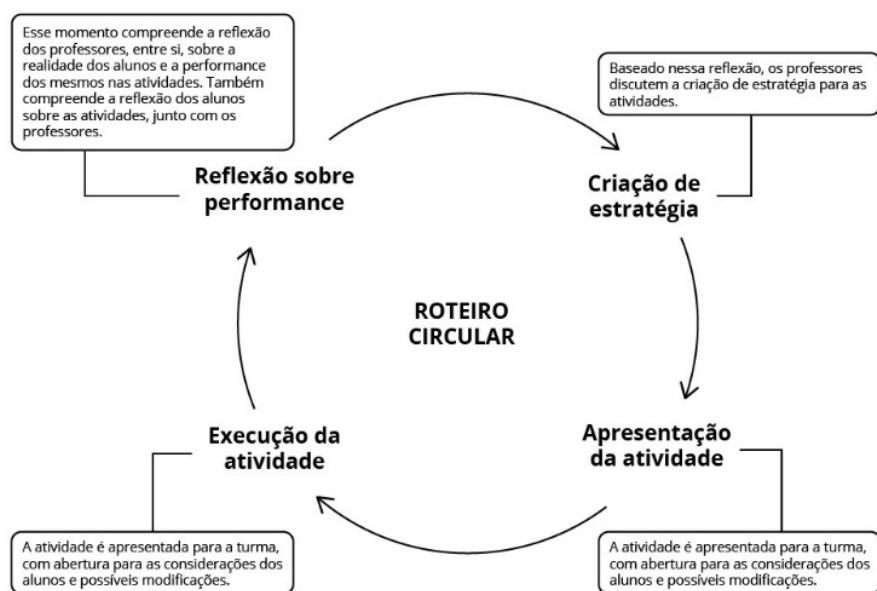 Esse momento compreende a reflexão
dos professores, entre si, sobre a
realidade dos alunos e a performance
dos mesmos nas atividades. Também
compreende a reflexão dos alunos
sobre as atividades, junto com os
professores.
Baseado nessa reflexão, os professores
discutem a criação de estratégia para as
atividades.
Reflexão sobre
performance
Criação de
estratégia
ROTEIRO
CIRCULAR
Execução da
atividade
Apresentação
da atividade
A atividade é apresentada para a turma,
com abertura para as considerações dos
alunos e possíveis modificações.
A atividade é apresentada para a turma,
com abertura para as considerações dos
alunos e possíveis modificações.